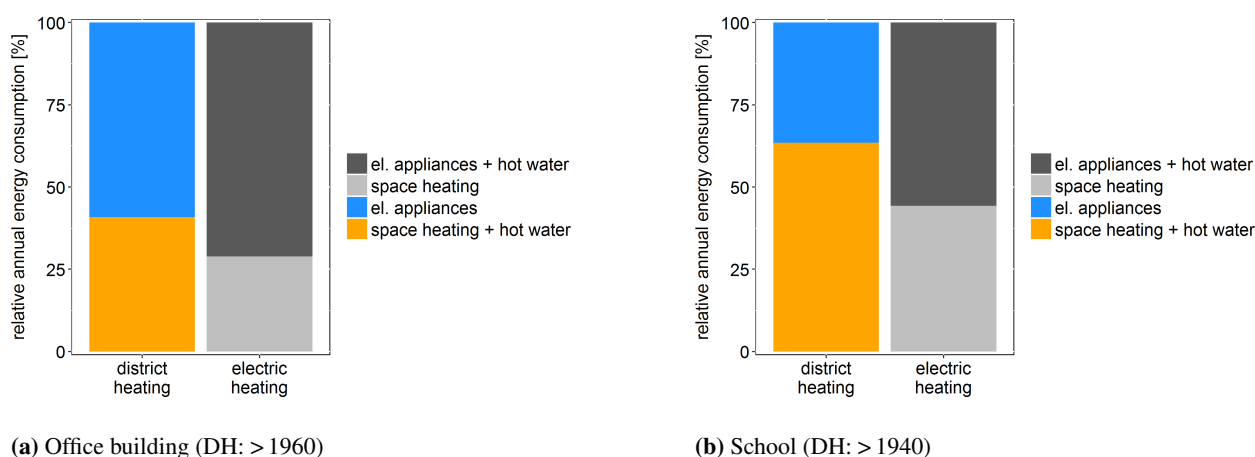 relative annual energy consumption [%]
100
75
50
25
0
district
heating
electric
heating
el. appliances + hot water
space heating
el. appliances
space heating + hot water
(a) Office building (DH: > 1960)
relative annual energy consumption [%]
100
75
50
25
0
district
heating
electric
heating
el. appliances + hot water
space heating
el. appliances
space heating + hot water
(b) School (DH: > 1940)